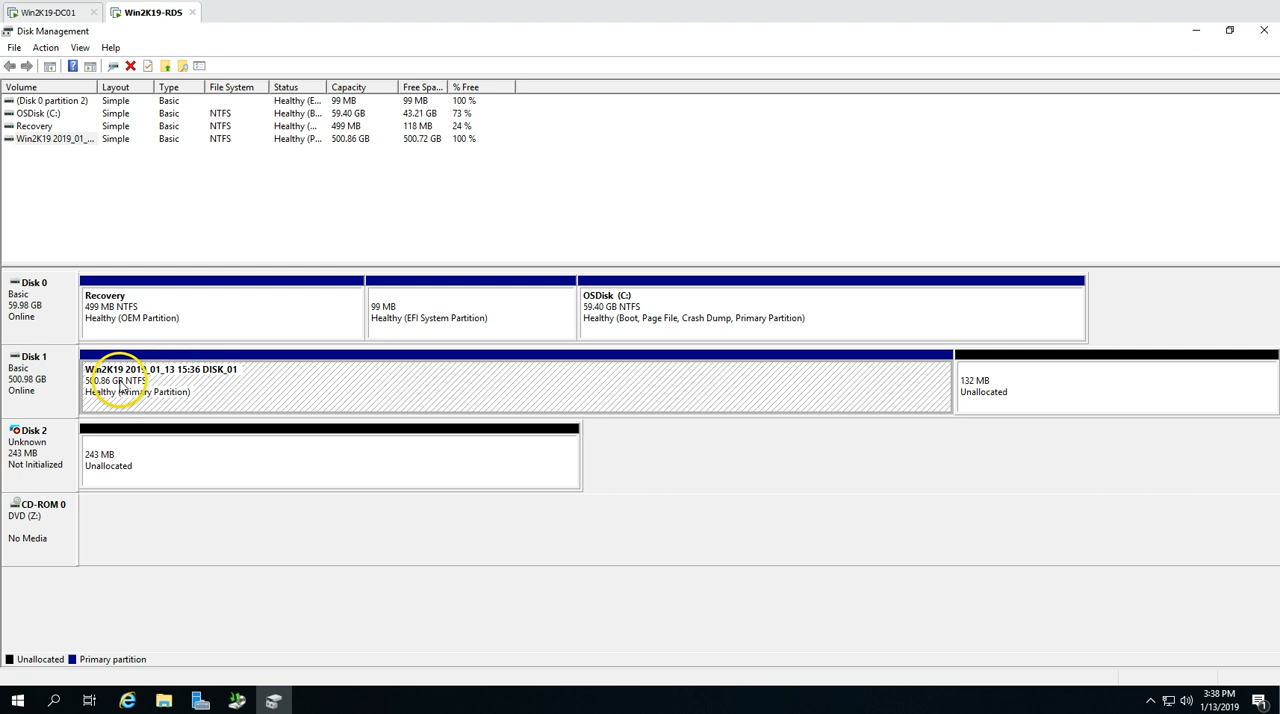 Win2K19-DC01
Win2K19-RDS
Disk Management
File Action View Help
Volume Layout Type File System Status Capacity Free Spa... % Free
(Disk 0 partition 2) Simple Basic Healthy (E... 99 MB 99 MB 100 %
OSDisk (C:) Simple Basic NTFS Healthy (B... 59.40 GB 43.21 GB 73 %
Recovery Simple Basic NTFS Healthy (... 499 MB 118 MB 24 %
Win2K19 2019_01_... Simple Basic NTFS Healthy (P... 500.86 GB 500.72 GB 100 %
Disk 0
Basic
59.98 GB
Online
Recovery
499 MB NTFS
Healthy (OEM Partition)
99 MB
Healthy (EFI System Partition)
OSDisk (C:)
59.40 GB NTFS
Healthy (Boot, Page File, Crash Dump, Primary Partition)
Disk 1
Basic
500.98 GB
Online
Win2K19 2019_01_13 15:36 DISK_01
500.86 GB NTFS
Healthy (Primary Partition)
132 MB
Unallocated
Disk 2
Unknown
243 MB
Not Initialized
243 MB
Unallocated
CD-ROM 0
DVD (Z:)
No Media
Unallocated Primary partition
3:38 PM
1/13/2019
1